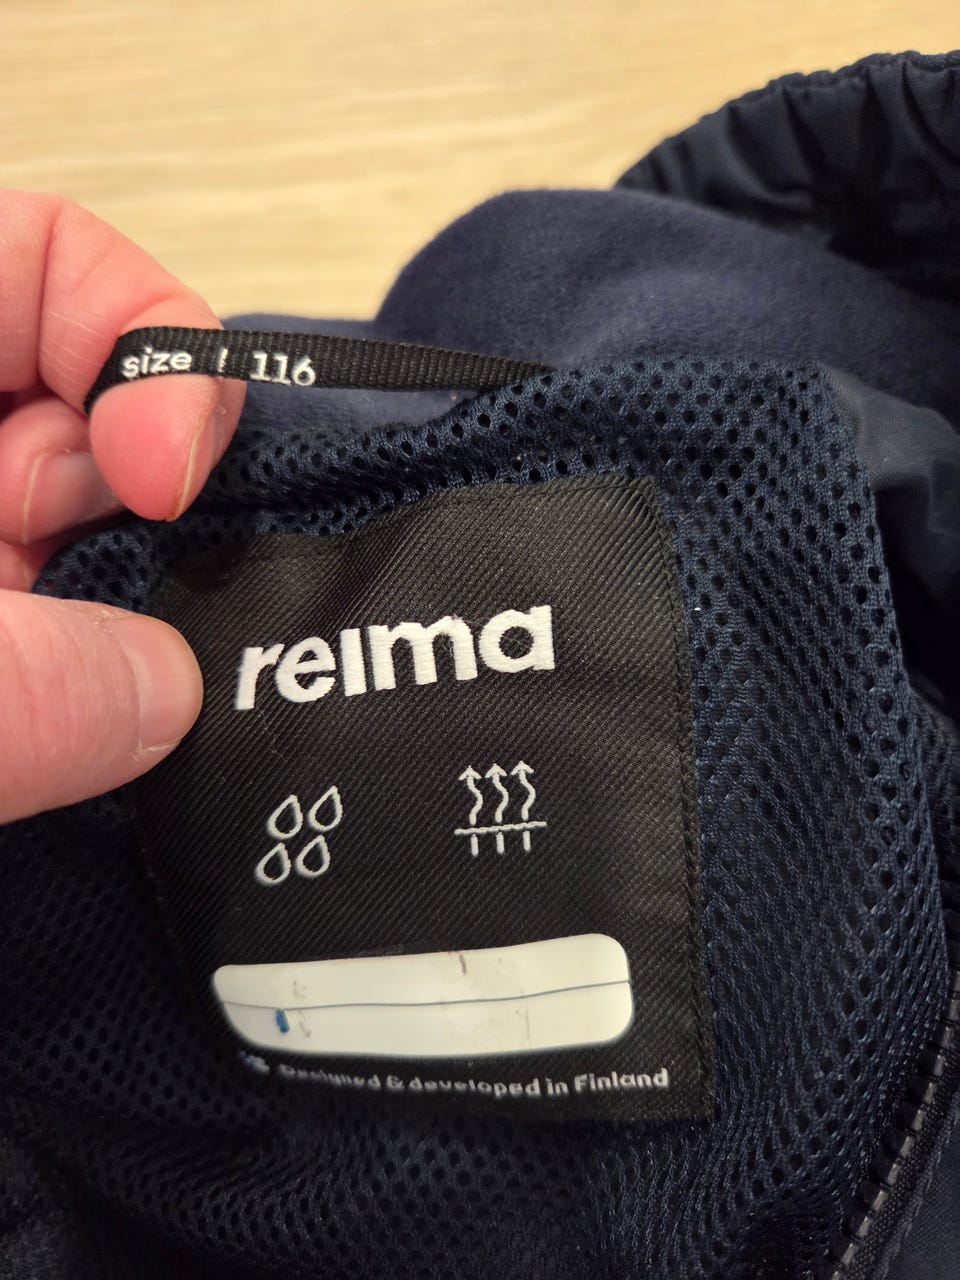 size ! 116
reima
Designed & developed in Finland